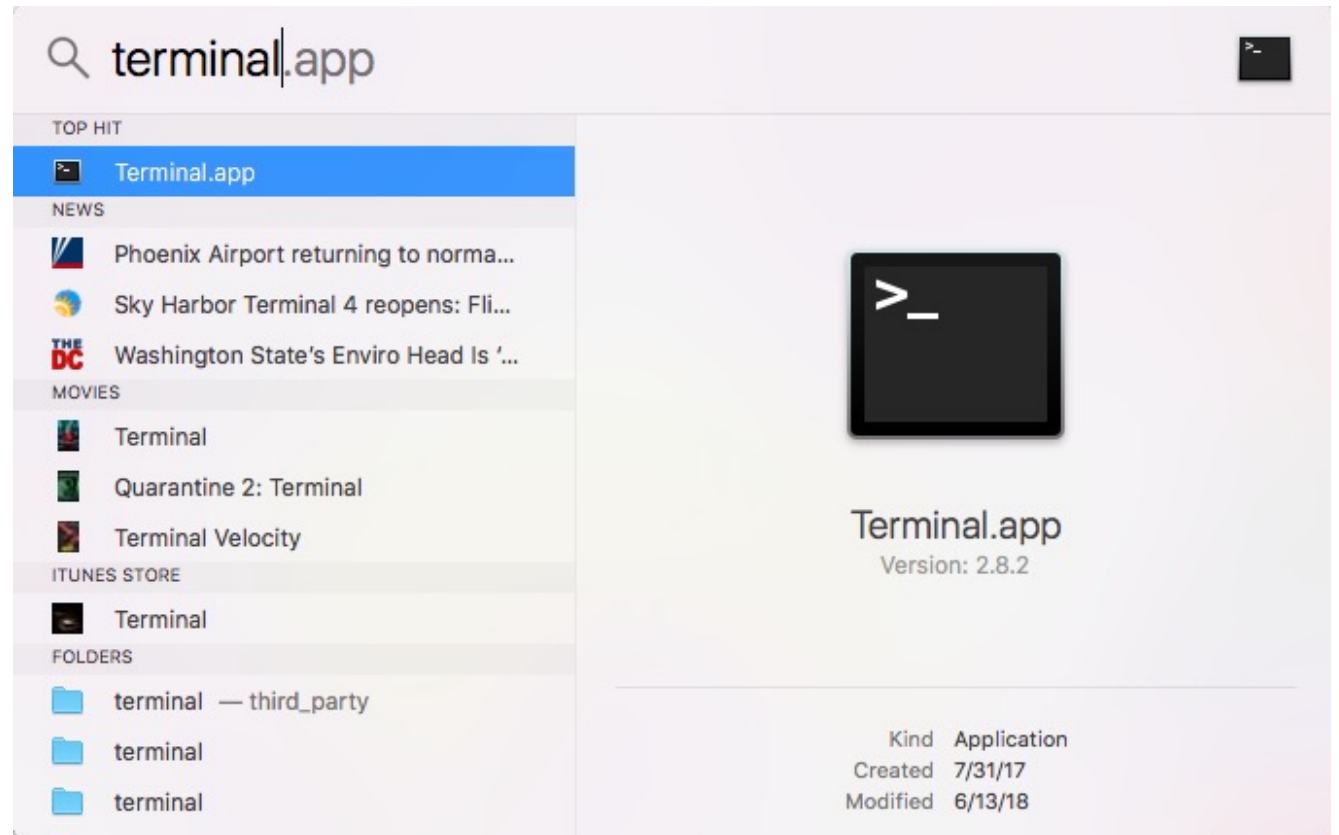 terminal.app
TOP HIT
Terminal.app
NEWS
Phoenix Airport returning to norma...
Sky Harbor Terminal 4 reopens: Fli...
THE DC Washington State's Enviro Head Is ‘...
MOVIES
Terminal
Quarantine 2: Terminal
Terminal Velocity
ITUNES STORE
Terminal
FOLDERS
terminal — third_party
terminal
terminal
>_
Terminal.app
Version: 2.8.2
Kind Application
Created 7/31/17
Modified 6/13/18